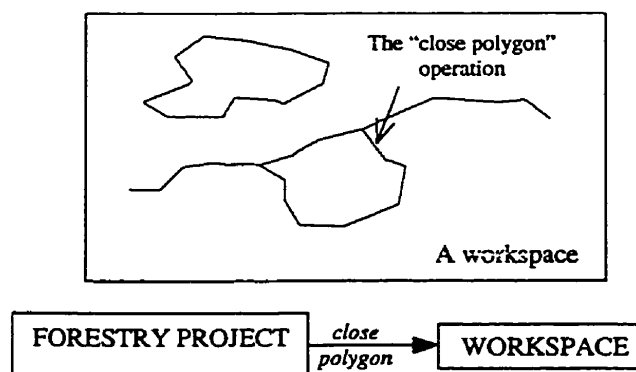 The “close polygon”
operation
A workspace
FORESTRY PROJECT
close
polygon
WORKSPACE